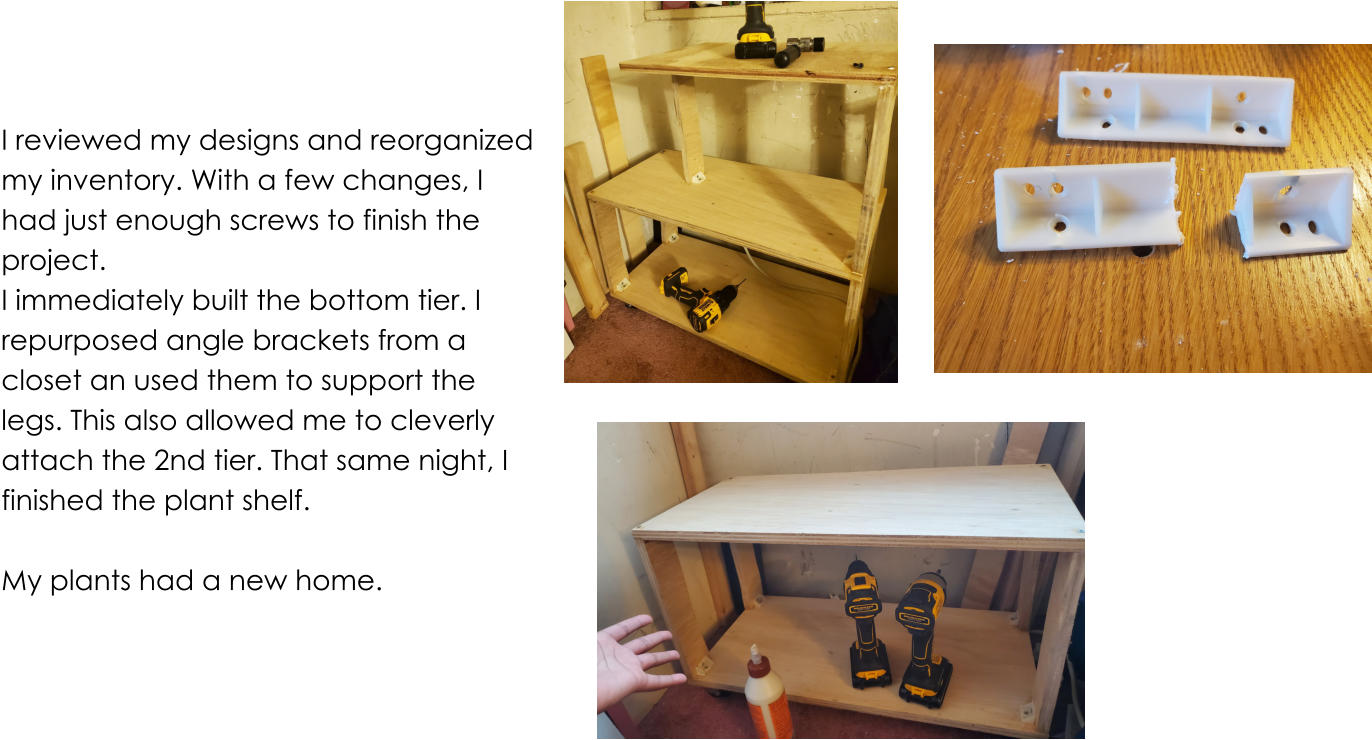 I reviewed my designs and reorganized
my inventory. With a few changes, I
had just enough screws to finish the
project.
I immediately built the bottom tier. I
repurposed angle brackets from a
closet an used them to support the
legs. This also allowed me to cleverly
attach the 2nd tier. That same night, I
finished the plant shelf.
My plants had a new home.